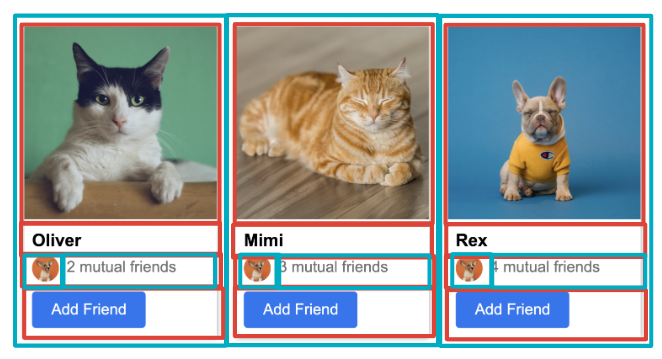 Oliver
2 mutual friends
Add Friend
Mimi
3 mutual friends
Add Friend
Rex
4 mutual friends
Add Friend